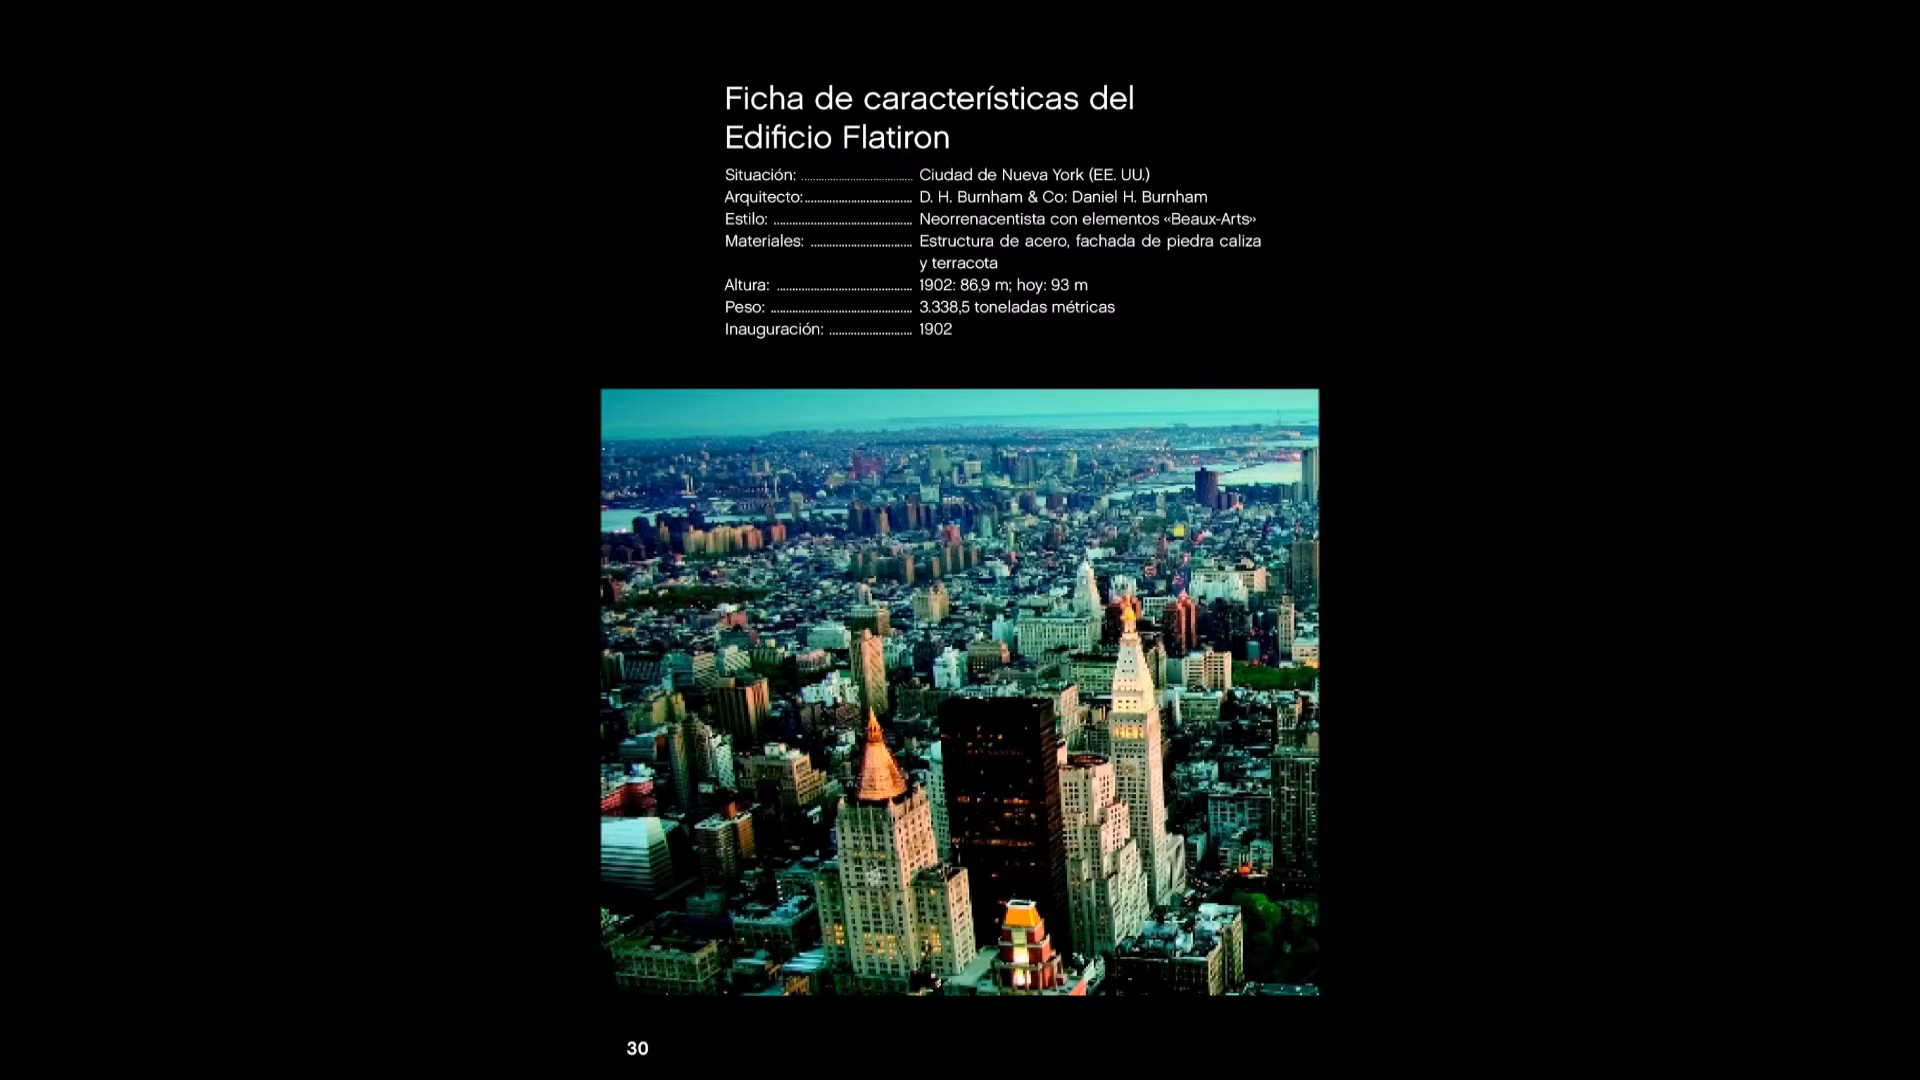 Ficha de características del
Edificio Flatiron
Situación: ..................................... Ciudad de Nueva York (EE. UU.)
Arquitecto:................................... D. H. Burnham & Co: Daniel H. Burnham
Estilo: ............................................. Neorrenacentista con elementos «Beaux-Arts»
Materiales: ................................. Estructura de acero, fachada de piedra caliza
y terracota
Altura: ............................................ 1902: 86,9 m; hoy: 93 m
Peso: .............................................. 3.338,5 toneladas métricas
Inauguración: ........................... 1902
30